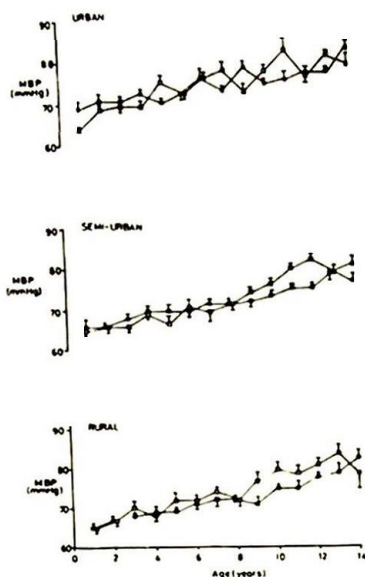 URBAN
90
80
MBP
(mmHg)
70
60
SEMI-URBAN
90
80
MBP
(mmHg)
70
60
RURAL
90
80
MBP
(mmHg)
70
60
0 2 4 6 8 10 12 14
Age (years)